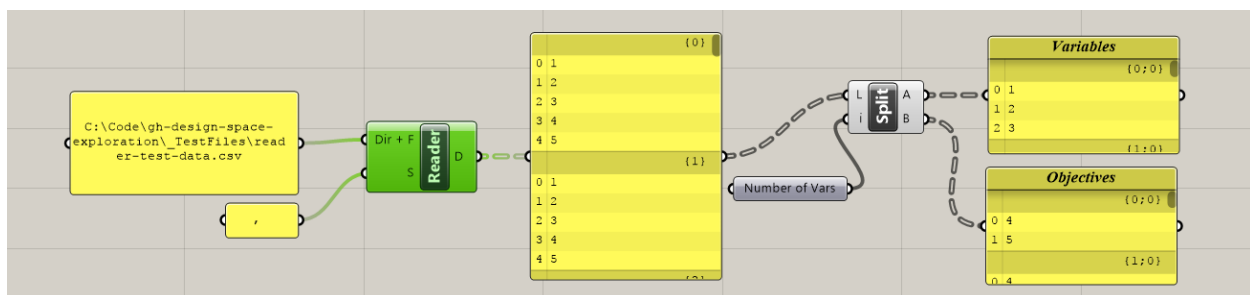 C:\Code\gh-design-space-
exploration\_TestFiles\read
er-test-data.csv
,
Dir + F
S
Reader
D
{0}
0 1
1 2
2 3
3 4
4 5
{1}
0 1
1 2
2 3
3 4
4 5
Number of Vars
L
i
Split
A
B
Variables
{0;0}
0 1
1 2
2 3
{1;0}
Objectives
{0;0}
0 4
1 5
{1;0}
0 4